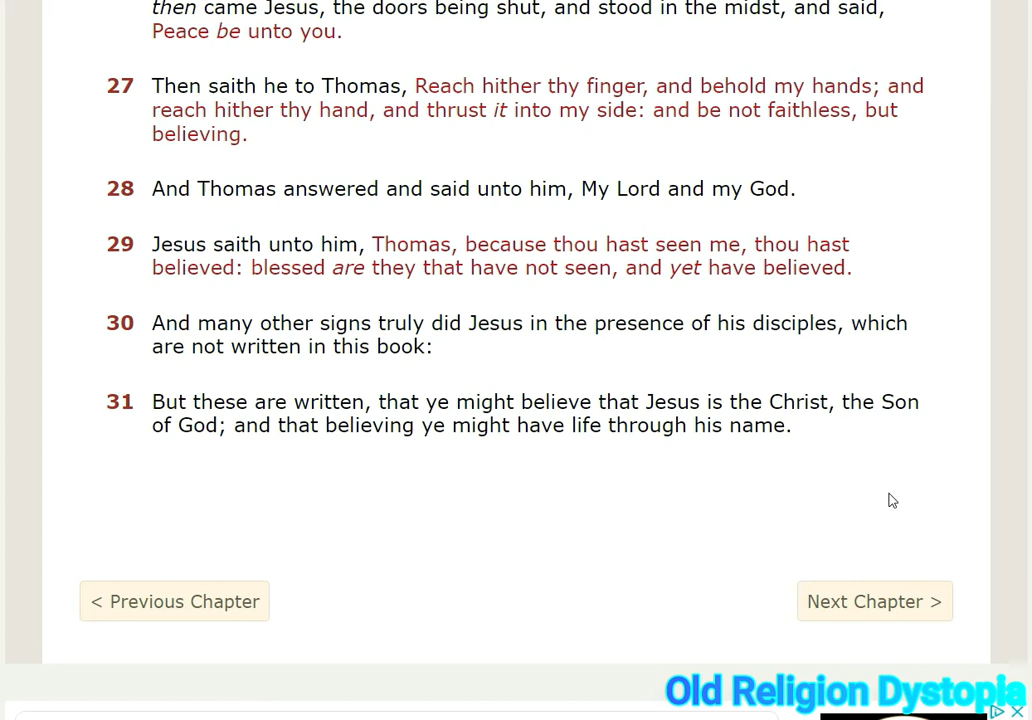 then came Jesus, the doors being shut, and stood in the midst, and said,
Peace be unto you.
27 Then saith he to Thomas, Reach hither thy finger, and behold my hands; and
reach hither thy hand, and thrust it into my side: and be not faithless, but
believing.
28 And Thomas answered and said unto him, My Lord and my God.
29 Jesus saith unto him, Thomas, because thou hast seen me, thou hast
believed: blessed are they that have not seen, and yet have believed.
30 And many other signs truly did Jesus in the presence of his disciples, which
are not written in this book:
31 But these are written, that ye might believe that Jesus is the Christ, the Son
of God; and that believing ye might have life through his name.
< Previous Chapter Next Chapter >
Old Religion Dystopia